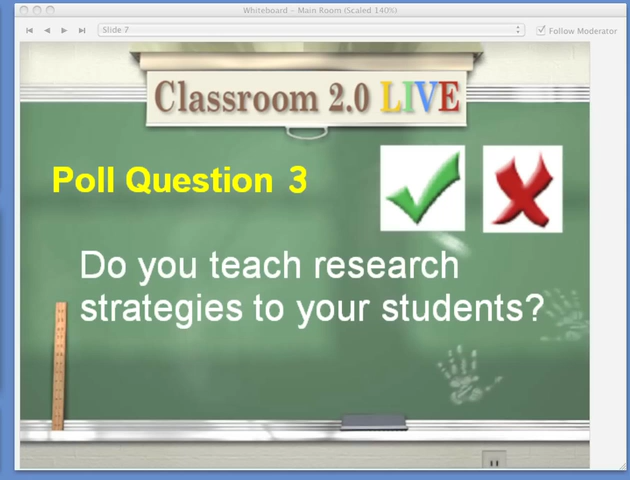 Whiteboard – Main Room (Scaled 140%)
Slide 7
Follow Moderator
Classroom 2.0 LIVE
Poll Question 3
Do you teach research
strategies to your students?